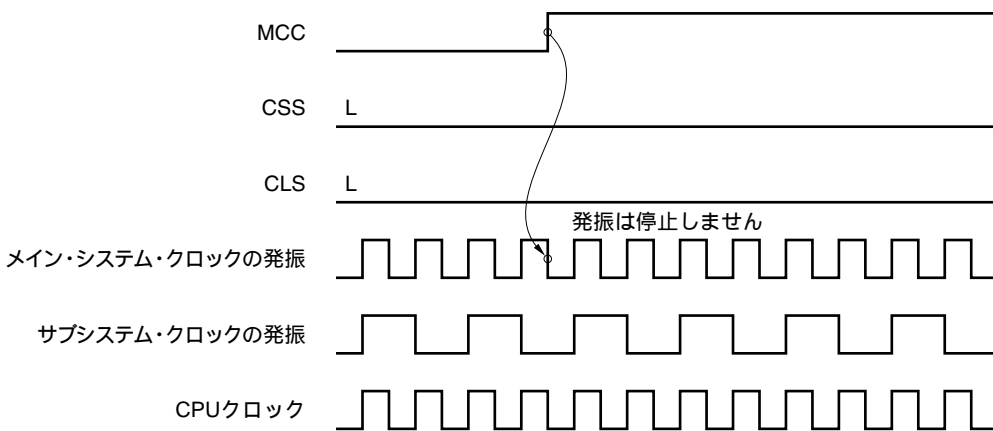 MCC
CSS L
CLS L
発振は停止しません
メイン・システム・クロックの発振
サブシステム・クロックの発振
CPUクロック